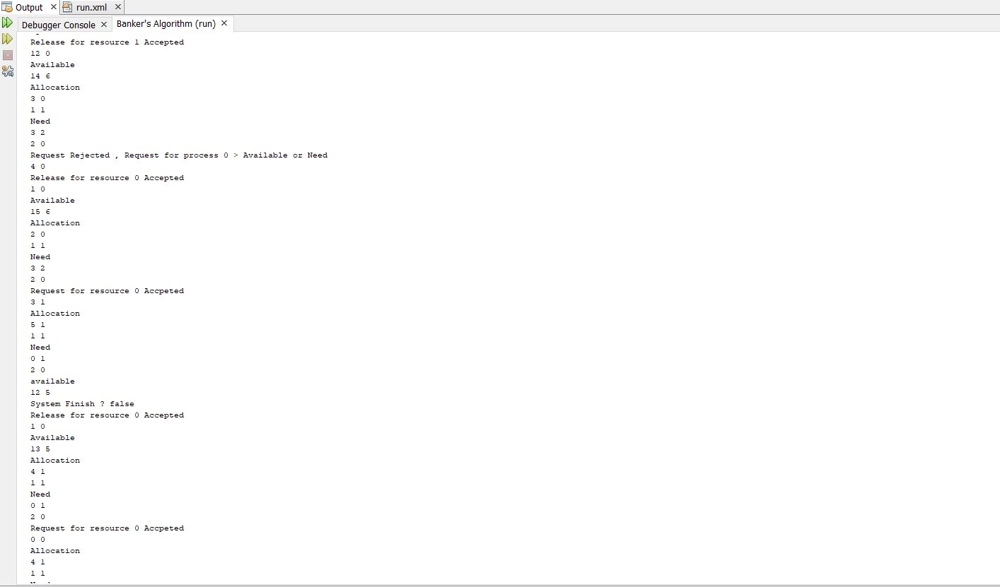 Output
run.xml
Debugger Console
Banker's Algorithm (run)
Release for resource 1 Accepted
12 0
Available
14 6
Allocation
3 0
1 1
Need
3 2
2 0
Request Rejected , Request for process 0 > Available or Need
4 0
Release for resource 0 Accepted
1 0
Available
15 6
Allocation
2 0
1 1
Need
3 2
2 0
Request for resource 0 Accpeted
3 1
Allocation
5 1
1 1
Need
0 1
2 0
available
12 5
System Finish ? false
Release for resource 0 Accepted
1 0
Available
13 5
Allocation
4 1
1 1
Need
0 1
2 0
Request for resource 0 Accpeted
0 0
Allocation
4 1
1 1